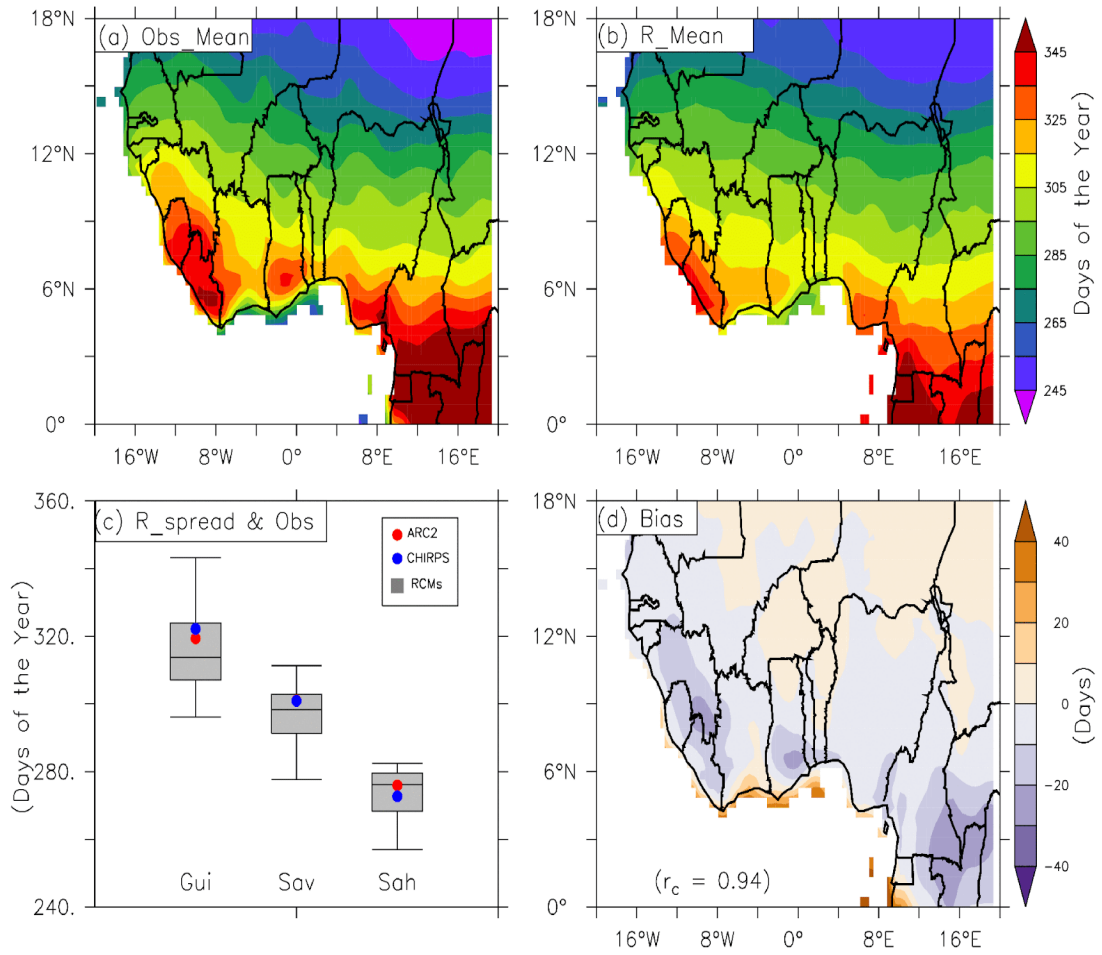 (a) Obs_Mean
18°N
12°N
6°N
0°
16°W 8°W 0° 8°E 16°E
(b) R_Mean
18°N
12°N
6°N
0°
16°W 8°W 0° 8°E 16°E
345
325
305
285
265
245
Days of the Year
(c) R_spread & Obs
360.
320.
280.
240.
(Days of the Year)
ARC2
CHIRPS
RCMs
Gui Sav Sah
(d) Bias
18°N
12°N
6°N
0°
(r_c = 0.94)
16°W 8°W 0° 8°E 16°E
40
20
0
-20
-40
(Days)